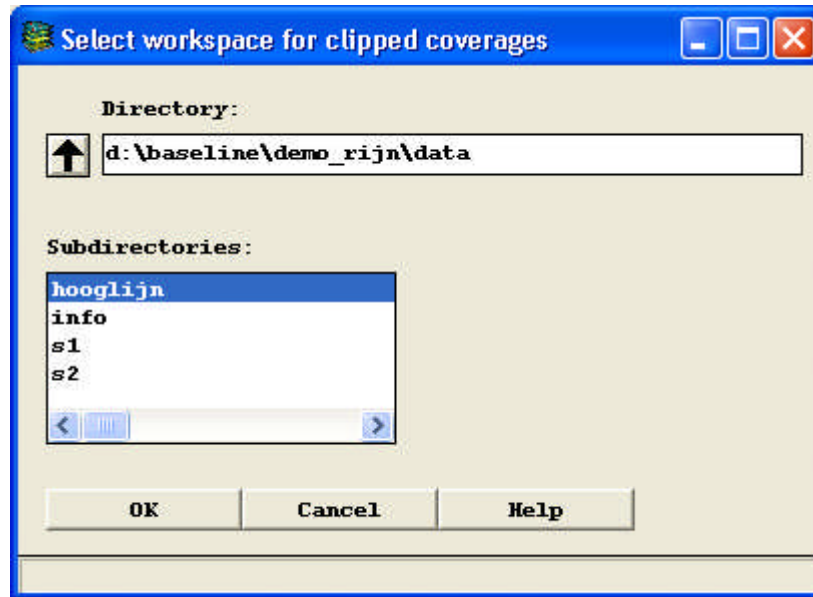 Select workspace for clipped coverages
Directory:
d:\baseline\demo_rijn\data
Subdirectories:
hooglijn
info
s1
s2
OK Cancel Help